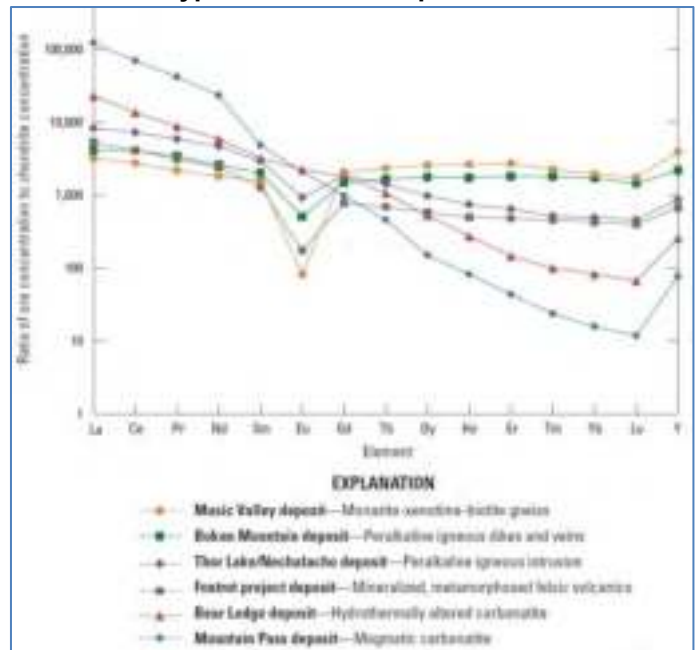 100,000
10,000
1,000
100
10
1
Ratio of ore concentration to chondrite concentration
La Ce Pr Nd Sm Eu Gd Tb Dy Ho Er Tm Yb Lu Y
Element
EXPLANATION
Music Valley deposit—Monazite-xenotime-biotite gneiss
Bokan Mountain deposit—Peralkaline igneous dikes and veins
Thor Lake/Nechalacho deposit—Peralkaline igneous intrusion
Foxtrot project deposit—Mineralized, metamorphosed felsic volcanics
Bear Lodge deposit—Hydrothermally altered carbonatite
Mountain Pass deposit—Magmatic carbonatite